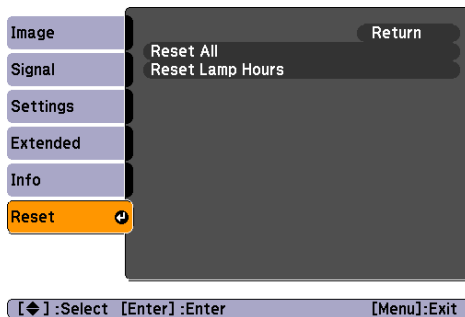 Image
Signal
Settings
Extended
Info
Reset
Return
Reset All
Reset Lamp Hours
[◆] :Select [Enter] :Enter [Menu]:Exit